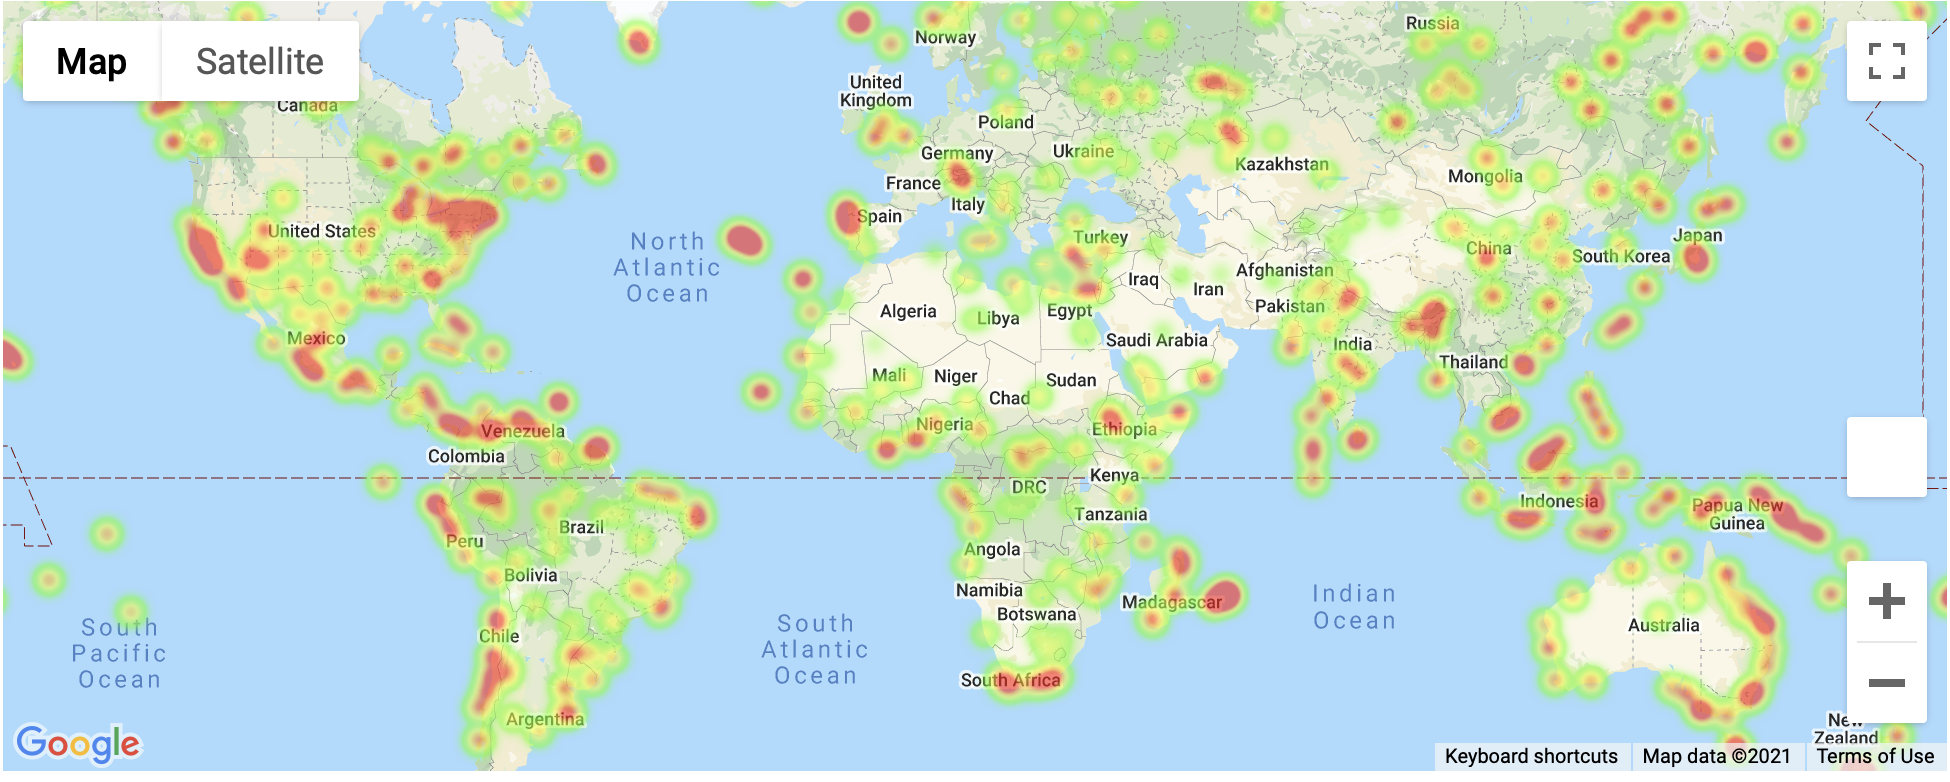 Map
Satellite
Canada
Norway
Russia
United
Kingdom
Poland
Germany
Ukraine
Kazakhstan
Mongolia
France
Italy
Spain
United States
North
Atlantic
Ocean
Turkey
China
Japan
South Korea
Afghanistan
Iraq
Iran
Pakistan
Algeria
Libya
Egypt
Mexico
Saudi Arabia
India
Thailand
Mali
Niger
Sudan
Chad
Nigeria
Ethiopia
Venezuela
Colombia
Kenya
DRC
Indonesia
Papua New
Guinea
Tanzania
Brazil
Peru
Angola
Bolivia
Namibia
Madagascar
Botswana
Indian
Ocean
Australia
South
Pacific
Ocean
Chile
South
Atlantic
Ocean
South Africa
Argentina
New
Zealand
Google
Keyboard shortcuts
Map data ©2021
Terms of Use